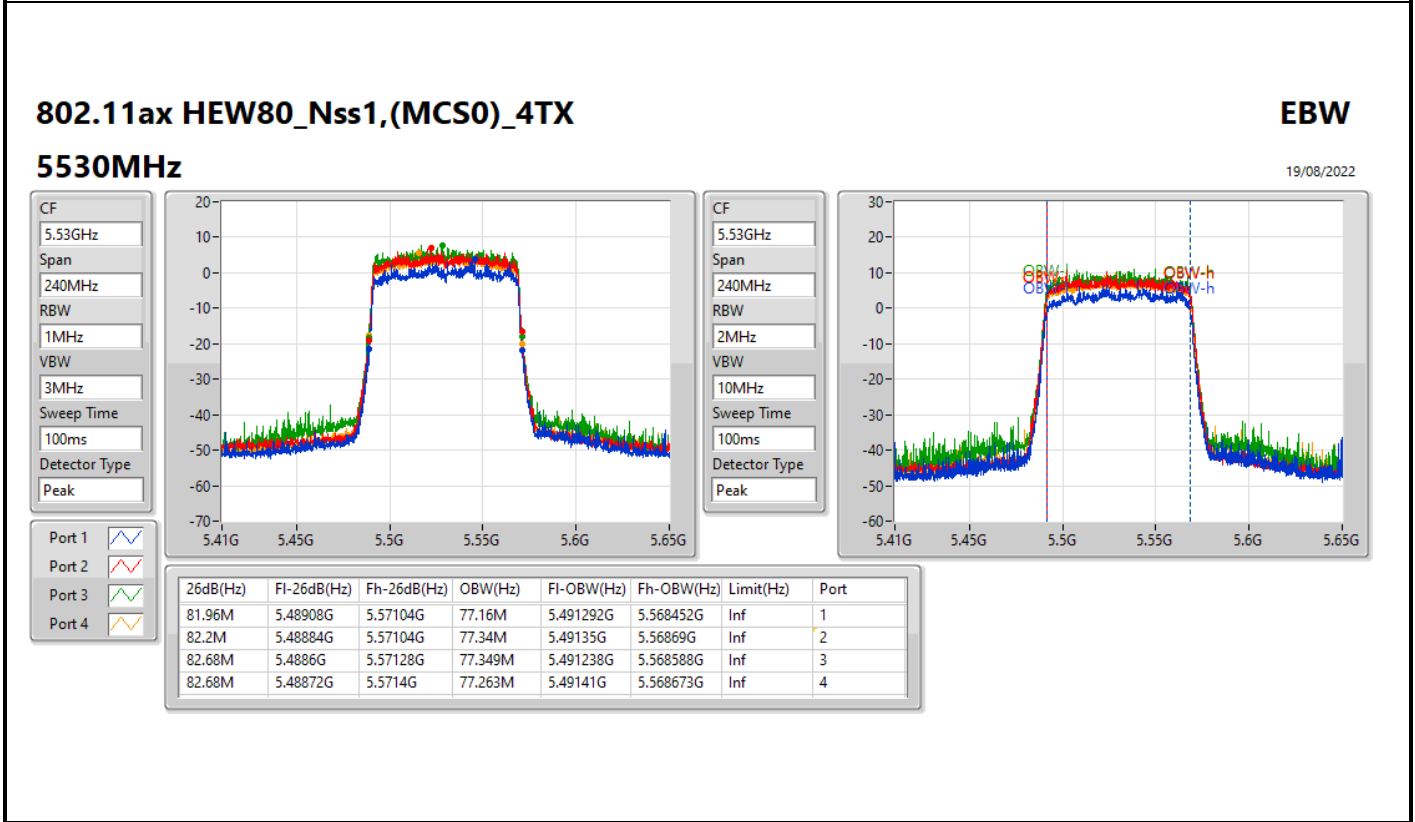 802.11ax HEW80_Nss1,(MCS0)_4TX
EBW
5530MHz
19/08/2022
CF
5.53GHz
Span
240MHz
RBW
1MHz
VBW
3MHz
Sweep Time
100ms
Detector Type
Peak
20
10
0
-10
-20
-30
-40
-50
-60
-70
5.41G 5.45G 5.5G 5.55G 5.6G 5.65G
CF
5.53GHz
Span
240MHz
RBW
2MHz
VBW
10MHz
Sweep Time
100ms
Detector Type
Peak
30
20
10
0
-10
-20
-30
-40
-50
-60
OBW-h
5.41G 5.45G 5.5G 5.55G 5.6G 5.65G
Port 1
Port 2
Port 3
Port 4
26dB(Hz) Fl-26dB(Hz) Fh-26dB(Hz) OBW(Hz) Fl-OBW(Hz) Fh-OBW(Hz) Limit(Hz) Port
81.96M 5.48908G 5.57104G 77.16M 5.491292G 5.568452G Inf 1
82.2M 5.48884G 5.57104G 77.34M 5.49135G 5.56869G Inf 2
82.68M 5.4886G 5.57128G 77.349M 5.491238G 5.568588G Inf 3
82.68M 5.48872G 5.5714G 77.263M 5.49141G 5.568673G Inf 4